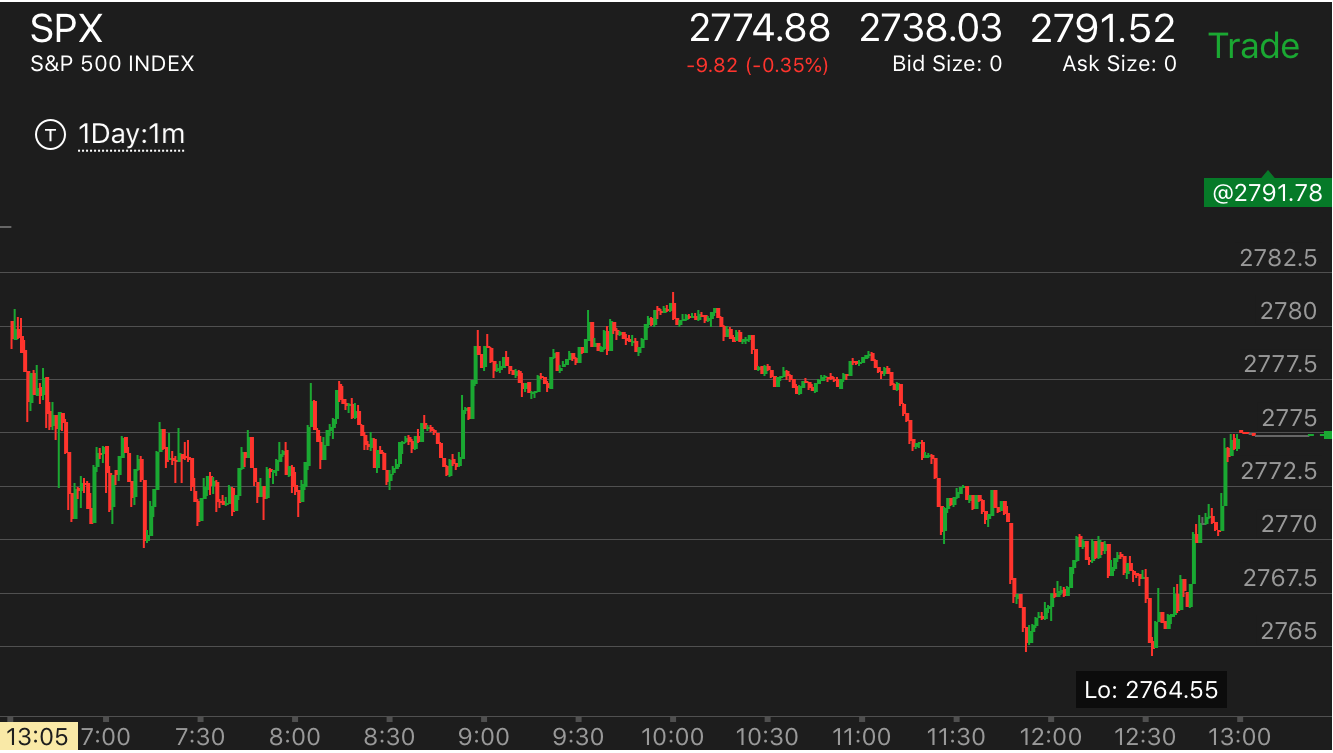 SPX 2774.88 2738.03 2791.52 Trade
S&P 500 INDEX -9.82 (-0.35%) Bid Size: 0 Ask Size: 0
T 1Day:1m
@2791.78
2782.5
2780
2777.5
2775
2772.5
2770
2767.5
2765
Lo: 2764.55
13:05 7:00 7:30 8:00 8:30 9:00 9:30 10:00 10:30 11:00 11:30 12:00 12:30 13:00